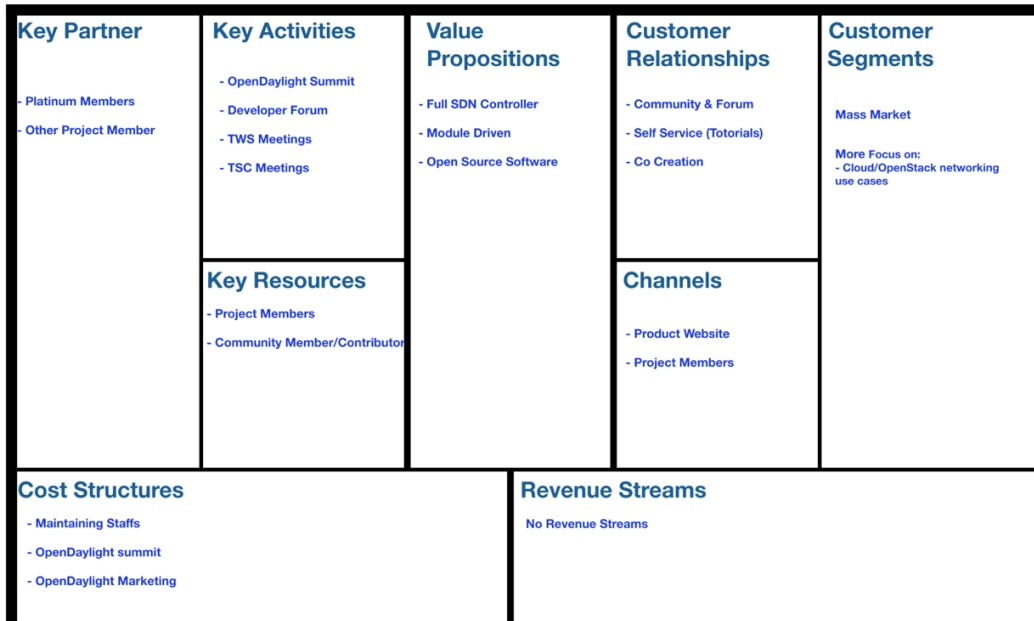 Key Partner
- Platinum Members
- Other Project Member
Key Activities
- OpenDaylight Summit
- Developer Forum
- TWS Meetings
- TSC Meetings
Key Resources
- Project Members
- Community Member/Contributor
Value
Propositions
- Full SDN Controller
- Module Driven
- Open Source Software
Customer
Relationships
- Community & Forum
- Self Service (Totorials)
- Co Creation
Channels
- Product Website
- Project Members
Customer
Segments
Mass Market
More Focus on:
- Cloud/OpenStack networking
use cases
Cost Structures
- Maintaining Staffs
- OpenDaylight summit
- OpenDaylight Marketing
Revenue Streams
No Revenue Streams